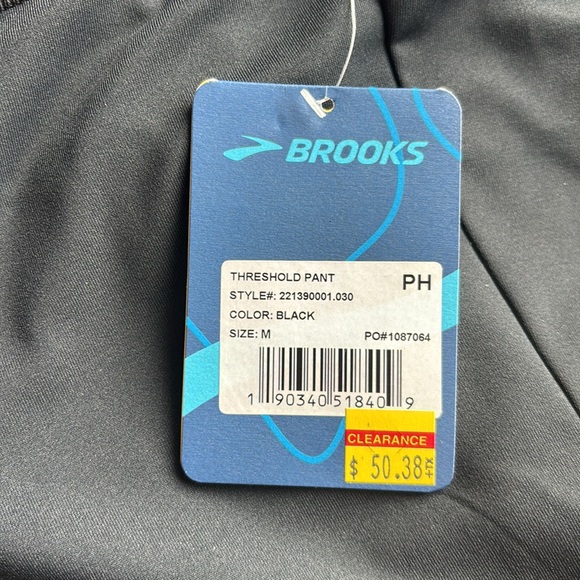 BROOKS
THRESHOLD PANT PH
STYLE#: 221390001.030
COLOR: BLACK
SIZE: M PO#1087064
1 90340 51840 9
CLEARANCE
$ 50.38 +TX